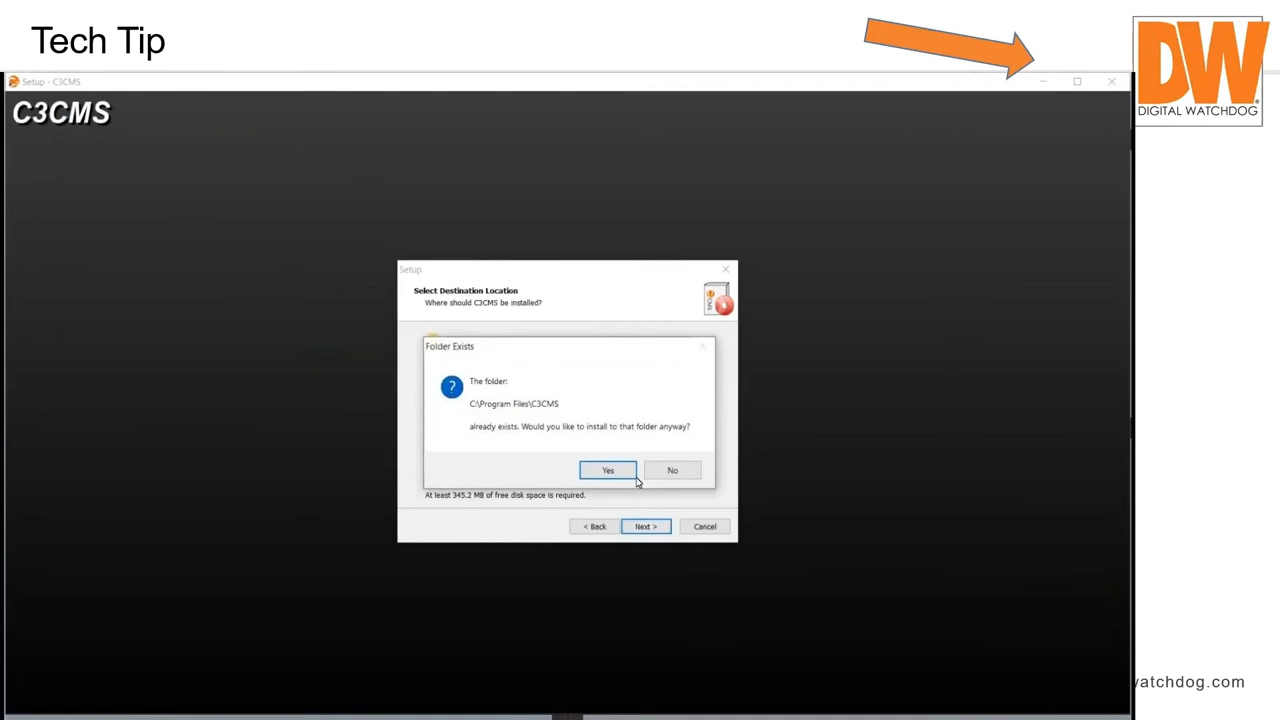 Tech Tip
DW
DIGITAL WATCHDOG
Setup - C3CMS
C3CMS
Setup
Select Destination Location
Where should C3CMS be installed?
C3CMS
Folder Exists
?
The folder:
C:\Program Files\C3CMS
already exists. Would you like to install to that folder anyway?
Yes
No
At least 345.2 MB of free disk space is required.
< Back
Next >
Cancel
atchdog.com